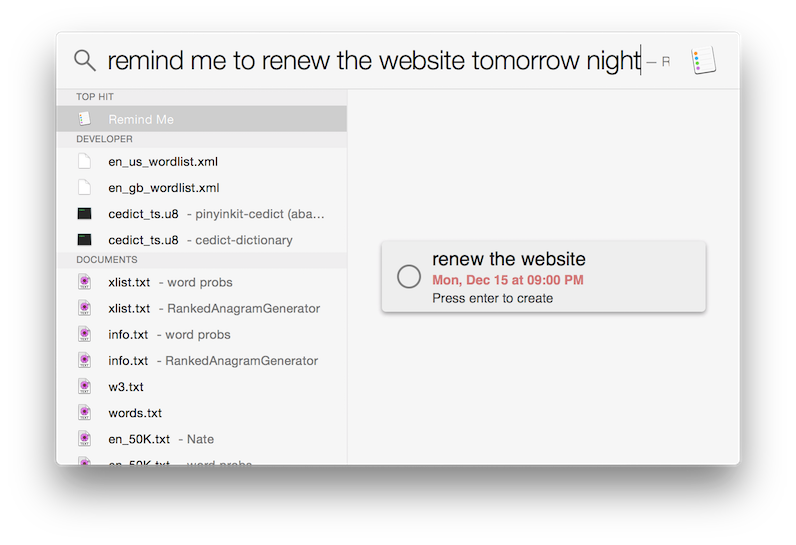 remind me to renew the website tomorrow night — R
TOP HIT
Remind Me
DEVELOPER
en_us_wordlist.xml
en_gb_wordlist.xml
cedict_ts.u8 - pinyinkit-cedict (aba...
cedict_ts.u8 - cedict-dictionary
DOCUMENTS
xlist.txt - word probs
xlist.txt - RankedAnagramGenerator
info.txt - word probs
info.txt - RankedAnagramGenerator
w3.txt
words.txt
en_50K.txt - Nate
en_50K.txt - word probs
renew the website
Mon, Dec 15 at 09:00 PM
Press enter to create